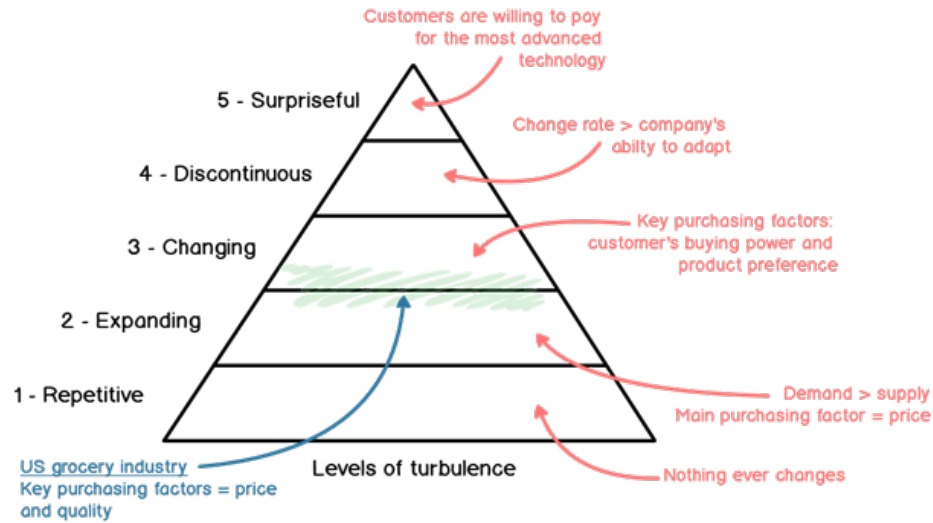 Customers are willing to pay
for the most advanced
technology
5 - Surpriseful
Change rate > company's
abilty to adapt
4 - Discontinuous
Key purchasing factors:
customer's buying power and
product preference
3 - Changing
2 - Expanding
1 - Repetitive
Demand > supply
Main purchasing factor = price
US grocery industry
Key purchasing factors = price
and quality
Levels of turbulence
Nothing ever changes